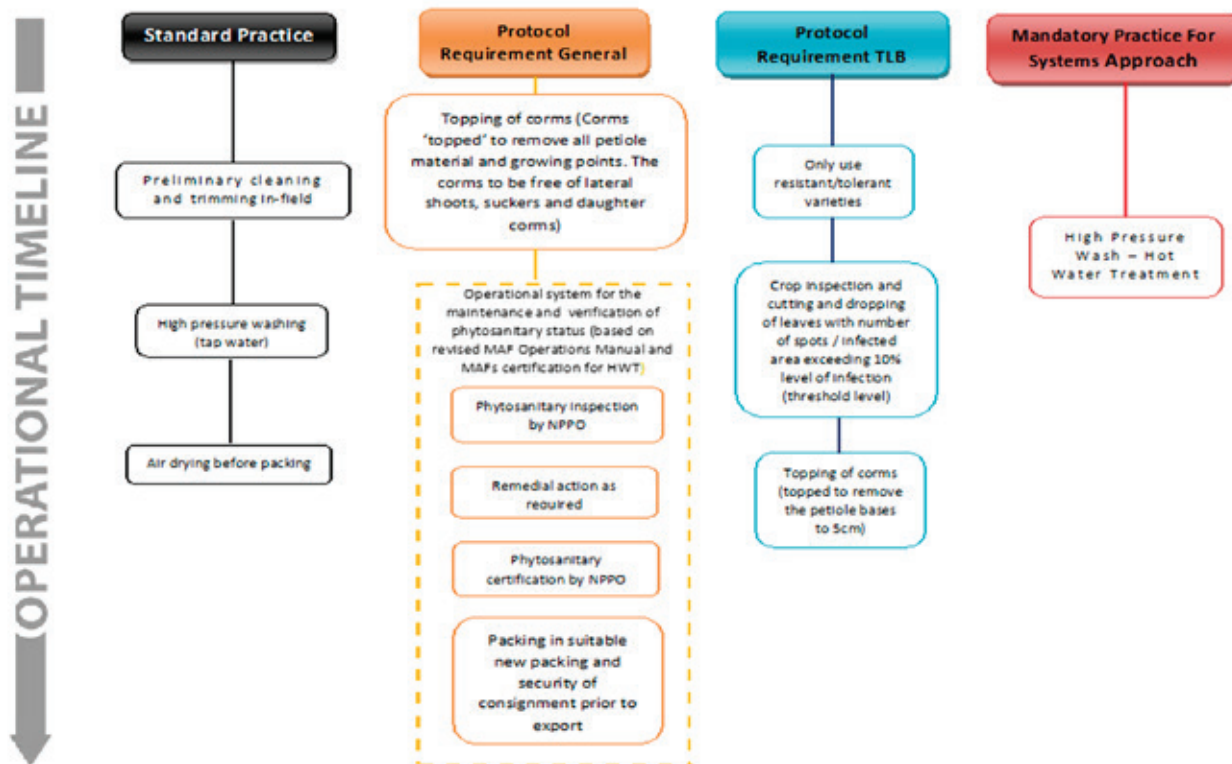 OPERATIONAL TIMELINE
Standard Practice
Preliminary cleaning
and trimming in-field
High pressure washing
(tap water)
Air drying before packing
Protocol
Requirement General
Topping of corms (Corms
'topped' to remove all petiole
material and growing points. The
corms to be free of lateral
shoots, suckers and daughter
corms)
Operational system for the
maintenance and verification of
phytosanitary status (based on
revised MAF Operations Manual and
MAFs certification for HWT)
Phytosanitary inspection
by NPPO
Remedial action as
required
Phytosanitary
certification by NPPO
Packing in suitable
new packing and
security of
consignment prior to
export
Protocol
Requirement TLB
Only use
resistant/tolerant
varieties
Crop inspection and
cutting and dropping
of leaves with number
of spots / infected
area exceeding 10%
level of infection
(threshold level)
Topping of corms
(topped to remove
the petiole bases
to 5cm)
Mandatory Practice For
Systems Approach
High Pressure
Wash – Hot
Water Treatment